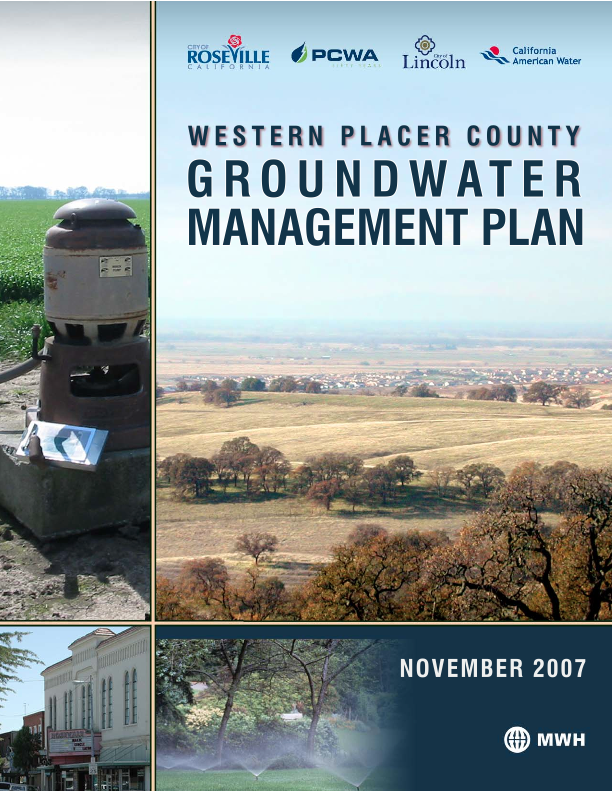 CITY OF
ROSEVILLE
CALIFORNIA
PCWA
City of
Lincoln
California
American Water
WESTERN PLACER COUNTY
GROUNDWATER
MANAGEMENT PLAN
NOVEMBER 2007
MWH